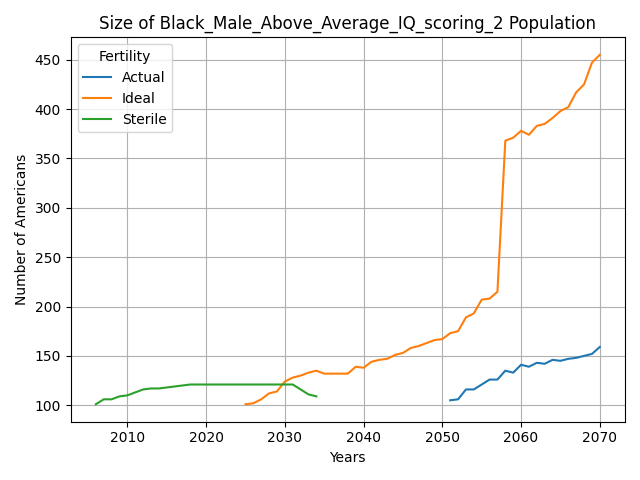 Size of Black_Male_Above_Average_IQ_scoring_2 Population
Fertility
Actual
Ideal
Sterile
Number of Americans
450
400
350
300
250
200
150
100
2010 2020 2030 2040 2050 2060 2070
Years